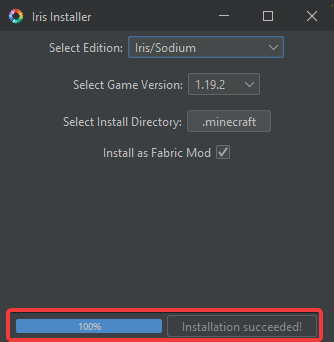 Iris Installer
Select Edition: Iris/Sodium
Select Game Version: 1.19.2
Select Install Directory: .minecraft
Install as Fabric Mod
100% Installation succeeded!